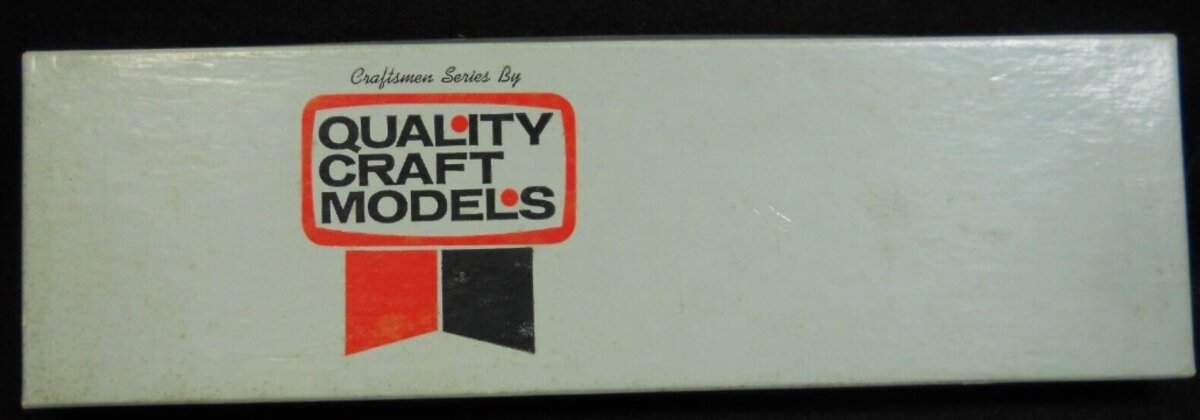 Craftsmen Series By
QUALITY
CRAFT
MODELS